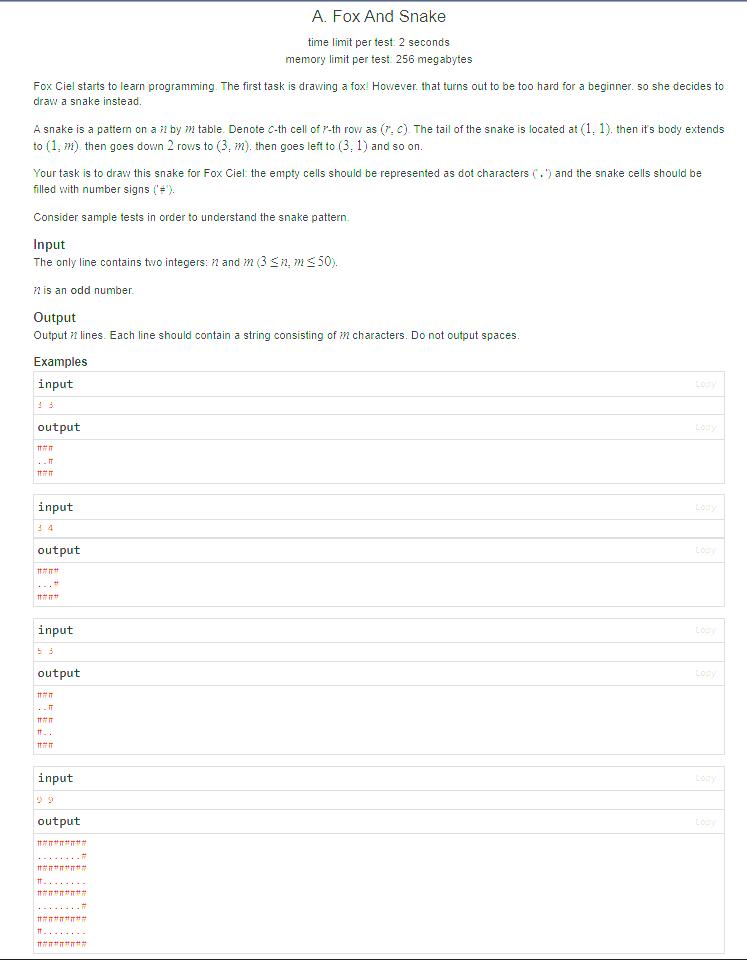 A. Fox And Snake
time limit per test: 2 seconds
memory limit per test: 256 megabytes
Fox Ciel starts to learn programming. The first task is drawing a fox! However, that turns out to be too hard for a beginner, so she decides to
draw a snake instead.
A snake is a pattern on a n by m table. Denote c-th cell of r-th row as (r, c). The tail of the snake is located at (1, 1), then it's body extends
to (1, m), then goes down 2 rows to (3, m), then goes left to (3, 1) and so on.
Your task is to draw this snake for Fox Ciel: the empty cells should be represented as dot characters ('.') and the snake cells should be
filled with number signs ('#').
Consider sample tests in order to understand the snake pattern.
Input
The only line contains two integers: n and m (3 ≤ n, m ≤ 50).
n is an odd number.
Output
Output n lines. Each line should contain a string consisting of m characters. Do not output spaces.
Examples
input Copy
3 3
output Copy
###
..#
###
input Copy
3 4
output Copy
####
...#
####
input Copy
5 3
output Copy
###
..#
###
#..
###
input Copy
9 9
output Copy
#########
........#
#########
#........
#########
........#
#########
#........
#########